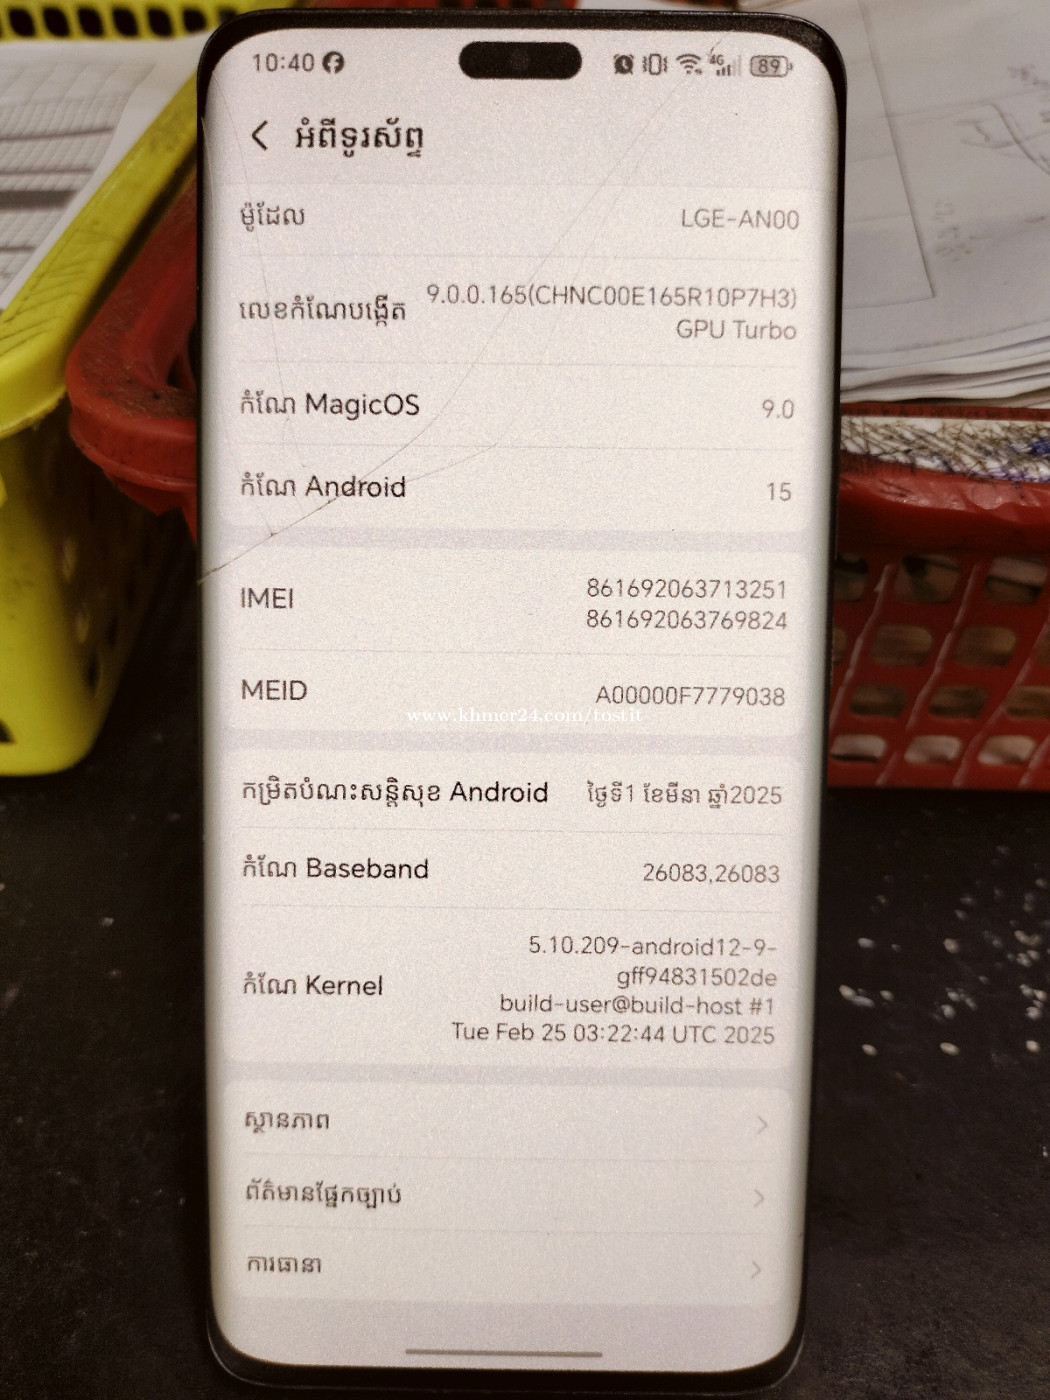 10:40
4G
89
អំពីទូរស័ព្ទ
ម៉ូដែល LGE-AN00
លេខកំណែបង្កើត 9.0.0.165(CHNC00E165R10P7H3)
GPU Turbo
កំណែ MagicOS 9.0
កំណែ Android 15
IMEI 861692063713251
861692063769824
MEID A00000F7779038
www.khmer24.com/tostit
កម្រិតបំណះសន្តិសុខ Android ថ្ងៃទី1 ខែមីនា ឆ្នាំ2025
កំណែ Baseband 26083,26083
កំណែ Kernel 5.10.209-android12-9-
gff94831502de
build-user@build-host #1
Tue Feb 25 03:22:44 UTC 2025
ស្ថានភាព
ព័ត៌មានផ្នែកច្បាប់
ការធានា